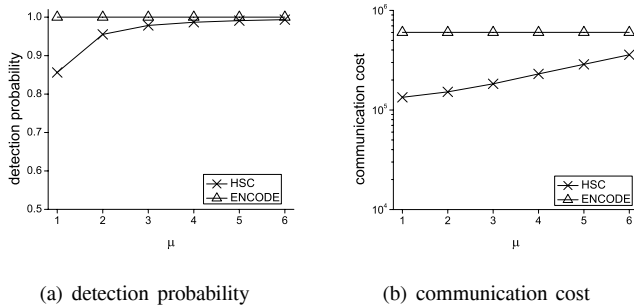 1.0
0.9
0.8
0.7
0.6
0.5
detection probability
1 2 3 4 5 6
μ
HSC
ENCODE
(a) detection probability
10^6
10^5
10^4
communication cost
1 2 3 4 5 6
μ
HSC
ENCODE
(b) communication cost